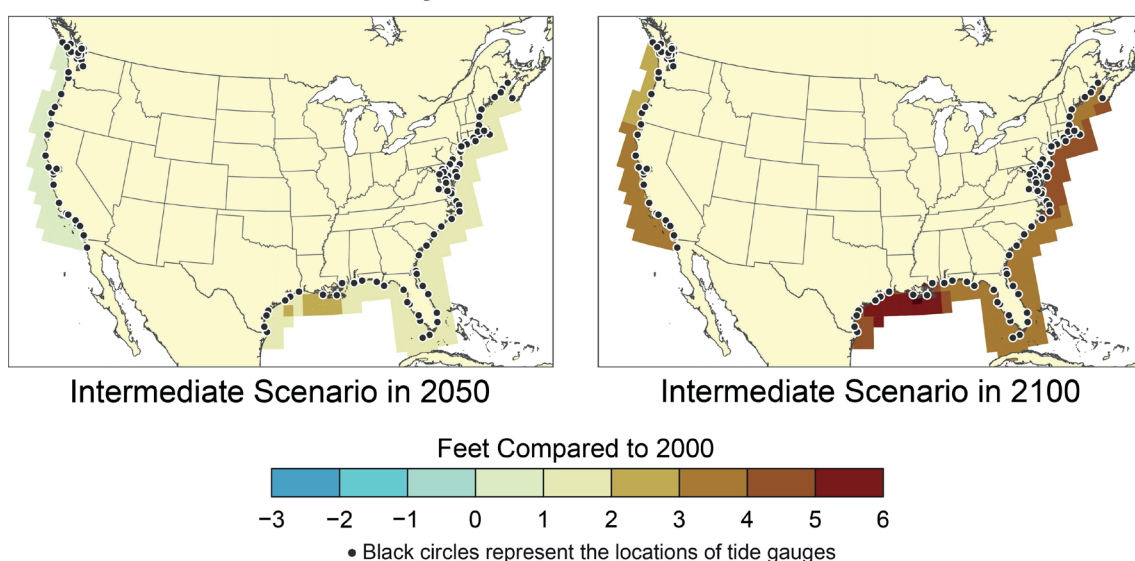 Intermediate Scenario in 2050
Intermediate Scenario in 2100
Feet Compared to 2000
−3 −2 −1 0 1 2 3 4 5 6
• Black circles represent the locations of tide gauges